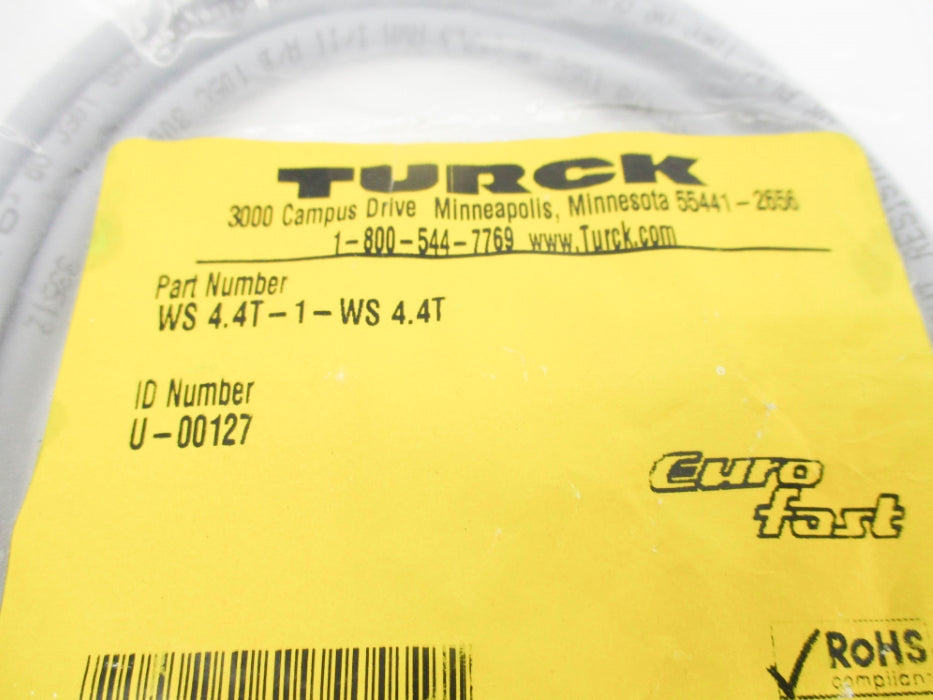 TURCK
3000 Campus Drive Minneapolis, Minnesota 55441-2656
1-800-544-7769 www.Turck.com
Part Number
WS 4.4T-1-WS 4.4T
ID Number
U-00127
Euro
fast
RoHS
compliant